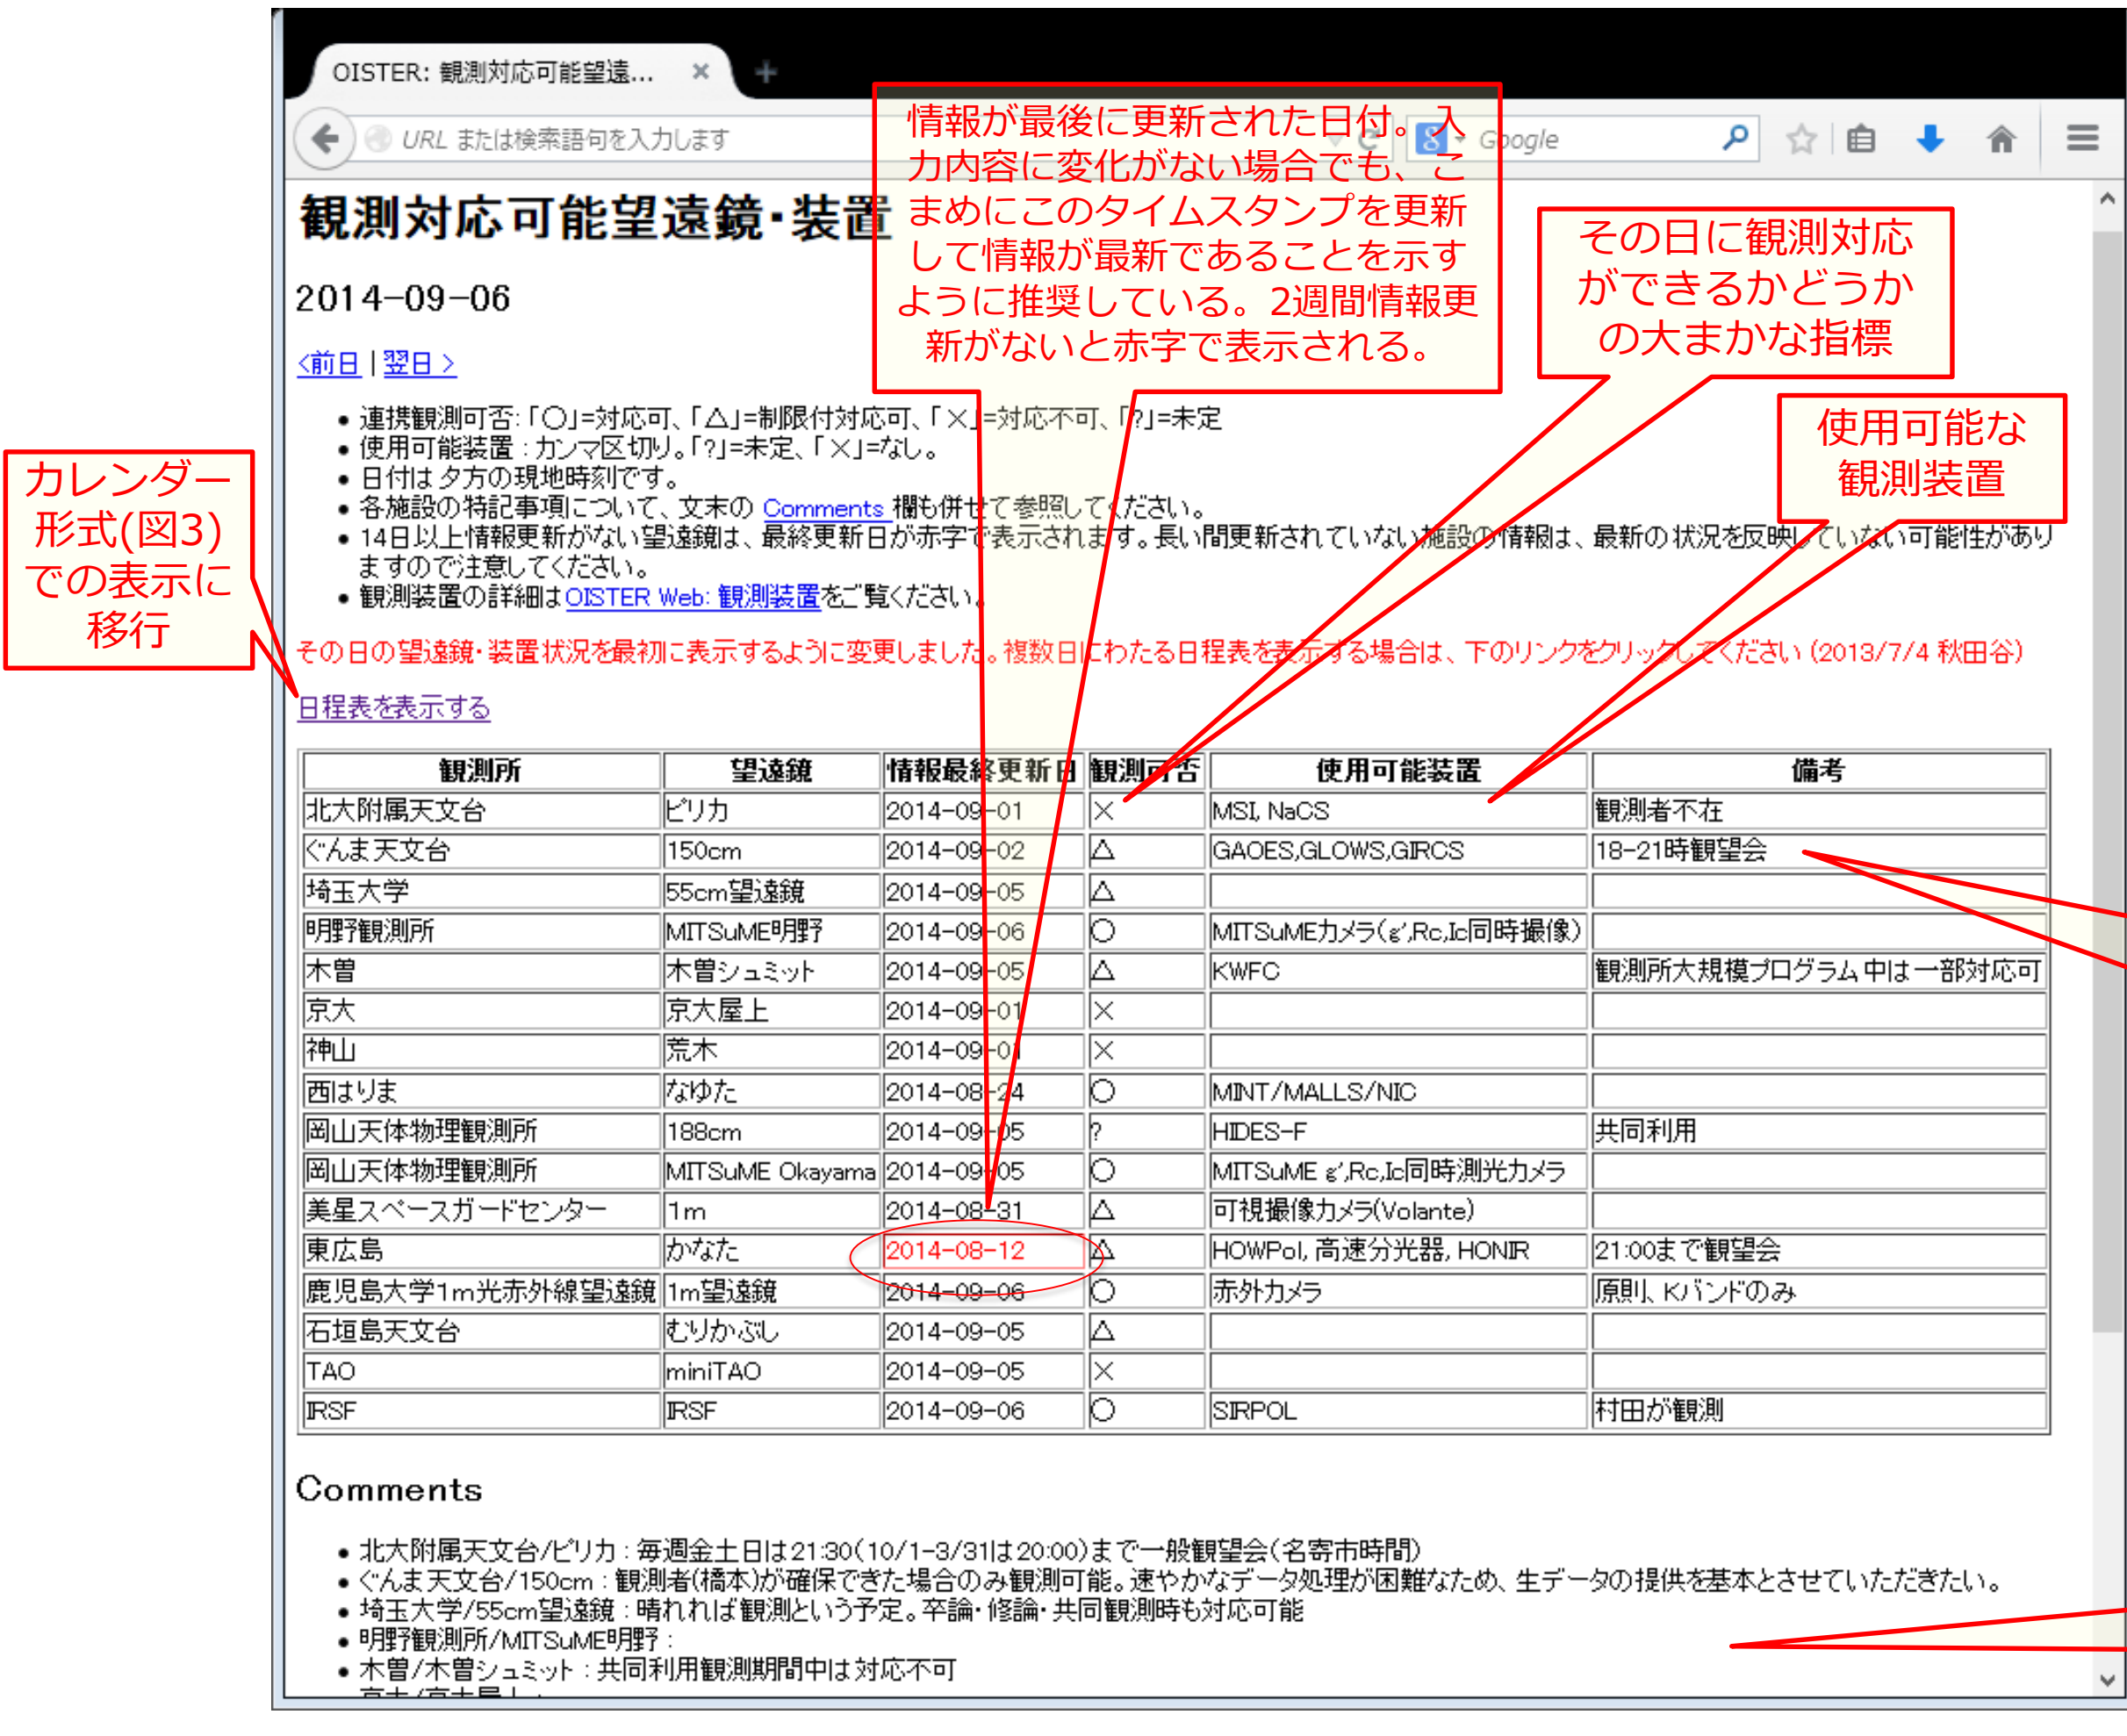 OISTER: 観測対応可能望遠...
URL または検索語句を入力します
Google
情報が最後に更新された日付。入
力内容に変化がない場合でも、こ
まめにこのタイムスタンプを更新
して情報が最新であることを示す
ように推奨している。2週間情報更
新がないと赤字で表示される。
その日に観測対応
ができるかどうか
の大まかな指標
使用可能な
観測装置
カレンダー
形式(図3)
での表示に
移行
観測対応可能望遠鏡・装置
2014-09-06
<前日 | 翌日 >
• 連携観測可否:「○」=対応可、「△」=制限付対応可、「×」=対応不可、「?」=未定
• 使用可能装置 : カンマ区切り。「?」=未定、「×」=なし。
• 日付は夕方の現地時刻です。
• 各施設の特記事項について、文末の Comments 欄も併せて参照してください。
• 14日以上情報更新がない望遠鏡は、最終更新日が赤字で表示されます。長い間更新されていない施設の情報は、最新の状況を反映していない可能性があり
ますので注意してください。
• 観測装置の詳細はOISTER Web: 観測装置をご覧ください。
その日の望遠鏡・装置状況を最初に表示するように変更しました。複数日にわたる日程表を表示する場合は、下のリンクをクリックしてください (2013/7/4 秋田谷)
日程表を表示する
観測所 望遠鏡 情報最終更新日 観測可否 使用可能装置 備考
北大附属天文台 ピリカ 2014-09-01 × MSI, NaCS 観測者不在
ぐんま天文台 150cm 2014-09-02 △ GAOES,GLOWS,GIRCS 18-21時観望会
埼玉大学 55cm望遠鏡 2014-09-05 △
明野観測所 MITSuME明野 2014-09-06 ○ MITSuMEカメラ(g',Rc,Ic同時撮像)
木曽 木曽シュミット 2014-09-05 △ KWFC 観測所大規模プログラム中は一部対応可
京大 京大屋上 2014-09-01 ×
神山 荒木 2014-09-01 ×
西はりま なゆた 2014-08-24 ○ MINT/MALLS/NIC
岡山天体物理観測所 188cm 2014-09-05 ? HIDES-F 共同利用
岡山天体物理観測所 MITSuME Okayama 2014-09-05 ○ MITSuME g',Rc,Ic同時測光カメラ
美星スペースガードセンター 1m 2014-08-31 △ 可視撮像カメラ(Volante)
東広島 かなた 2014-08-12 △ HOWPol, 高速分光器, HONIR 21:00まで観望会
鹿児島大学1m光赤外線望遠鏡 1m望遠鏡 2014-09-06 ○ 赤外カメラ 原則、Kバンドのみ
石垣島天文台 むりかぶし 2014-09-05 △
TAO miniTAO 2014-09-05 ×
IRSF IRSF 2014-09-06 ○ SIRPOL 村田が観測
Comments
• 北大附属天文台/ピリカ : 毎週金土日は21:30(10/1-3/31は20:00)まで一般観望会(名寄市時間)
• ぐんま天文台/150cm : 観測者(橋本)が確保できた場合のみ観測可能。速やかなデータ処理が困難なため、生データの提供を基本とさせていただきたい。
• 埼玉大学/55cm望遠鏡 : 晴れれば観測という予定。卒論・修論・共同観測時も対応可能
• 明野観測所/MITSuME明野 :
• 木曽/木曽シュミット : 共同利用観測期間中は対応不可